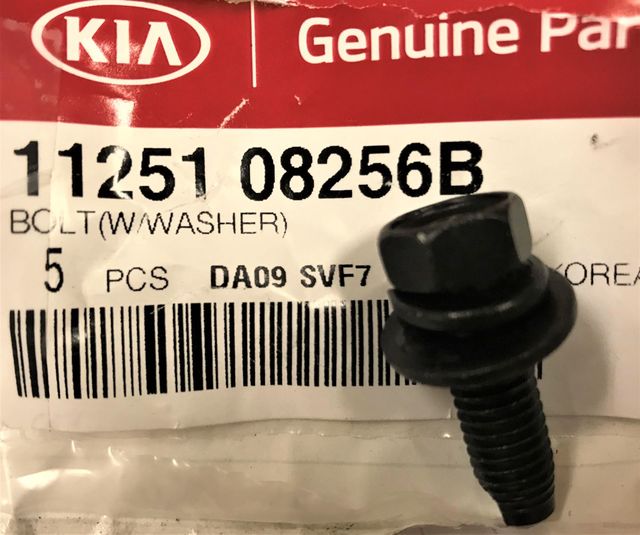 KIA Genuine Par
11251 08256B
BOLT(W/WASHER)
5 PCS DA09 SVF7 KOREA